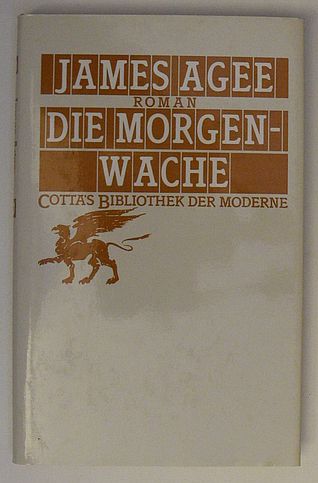 JAMES AGEE
ROMAN
DIE MORGEN-
WACHE
COTTA'S BIBLIOTHEK DER MODERNE